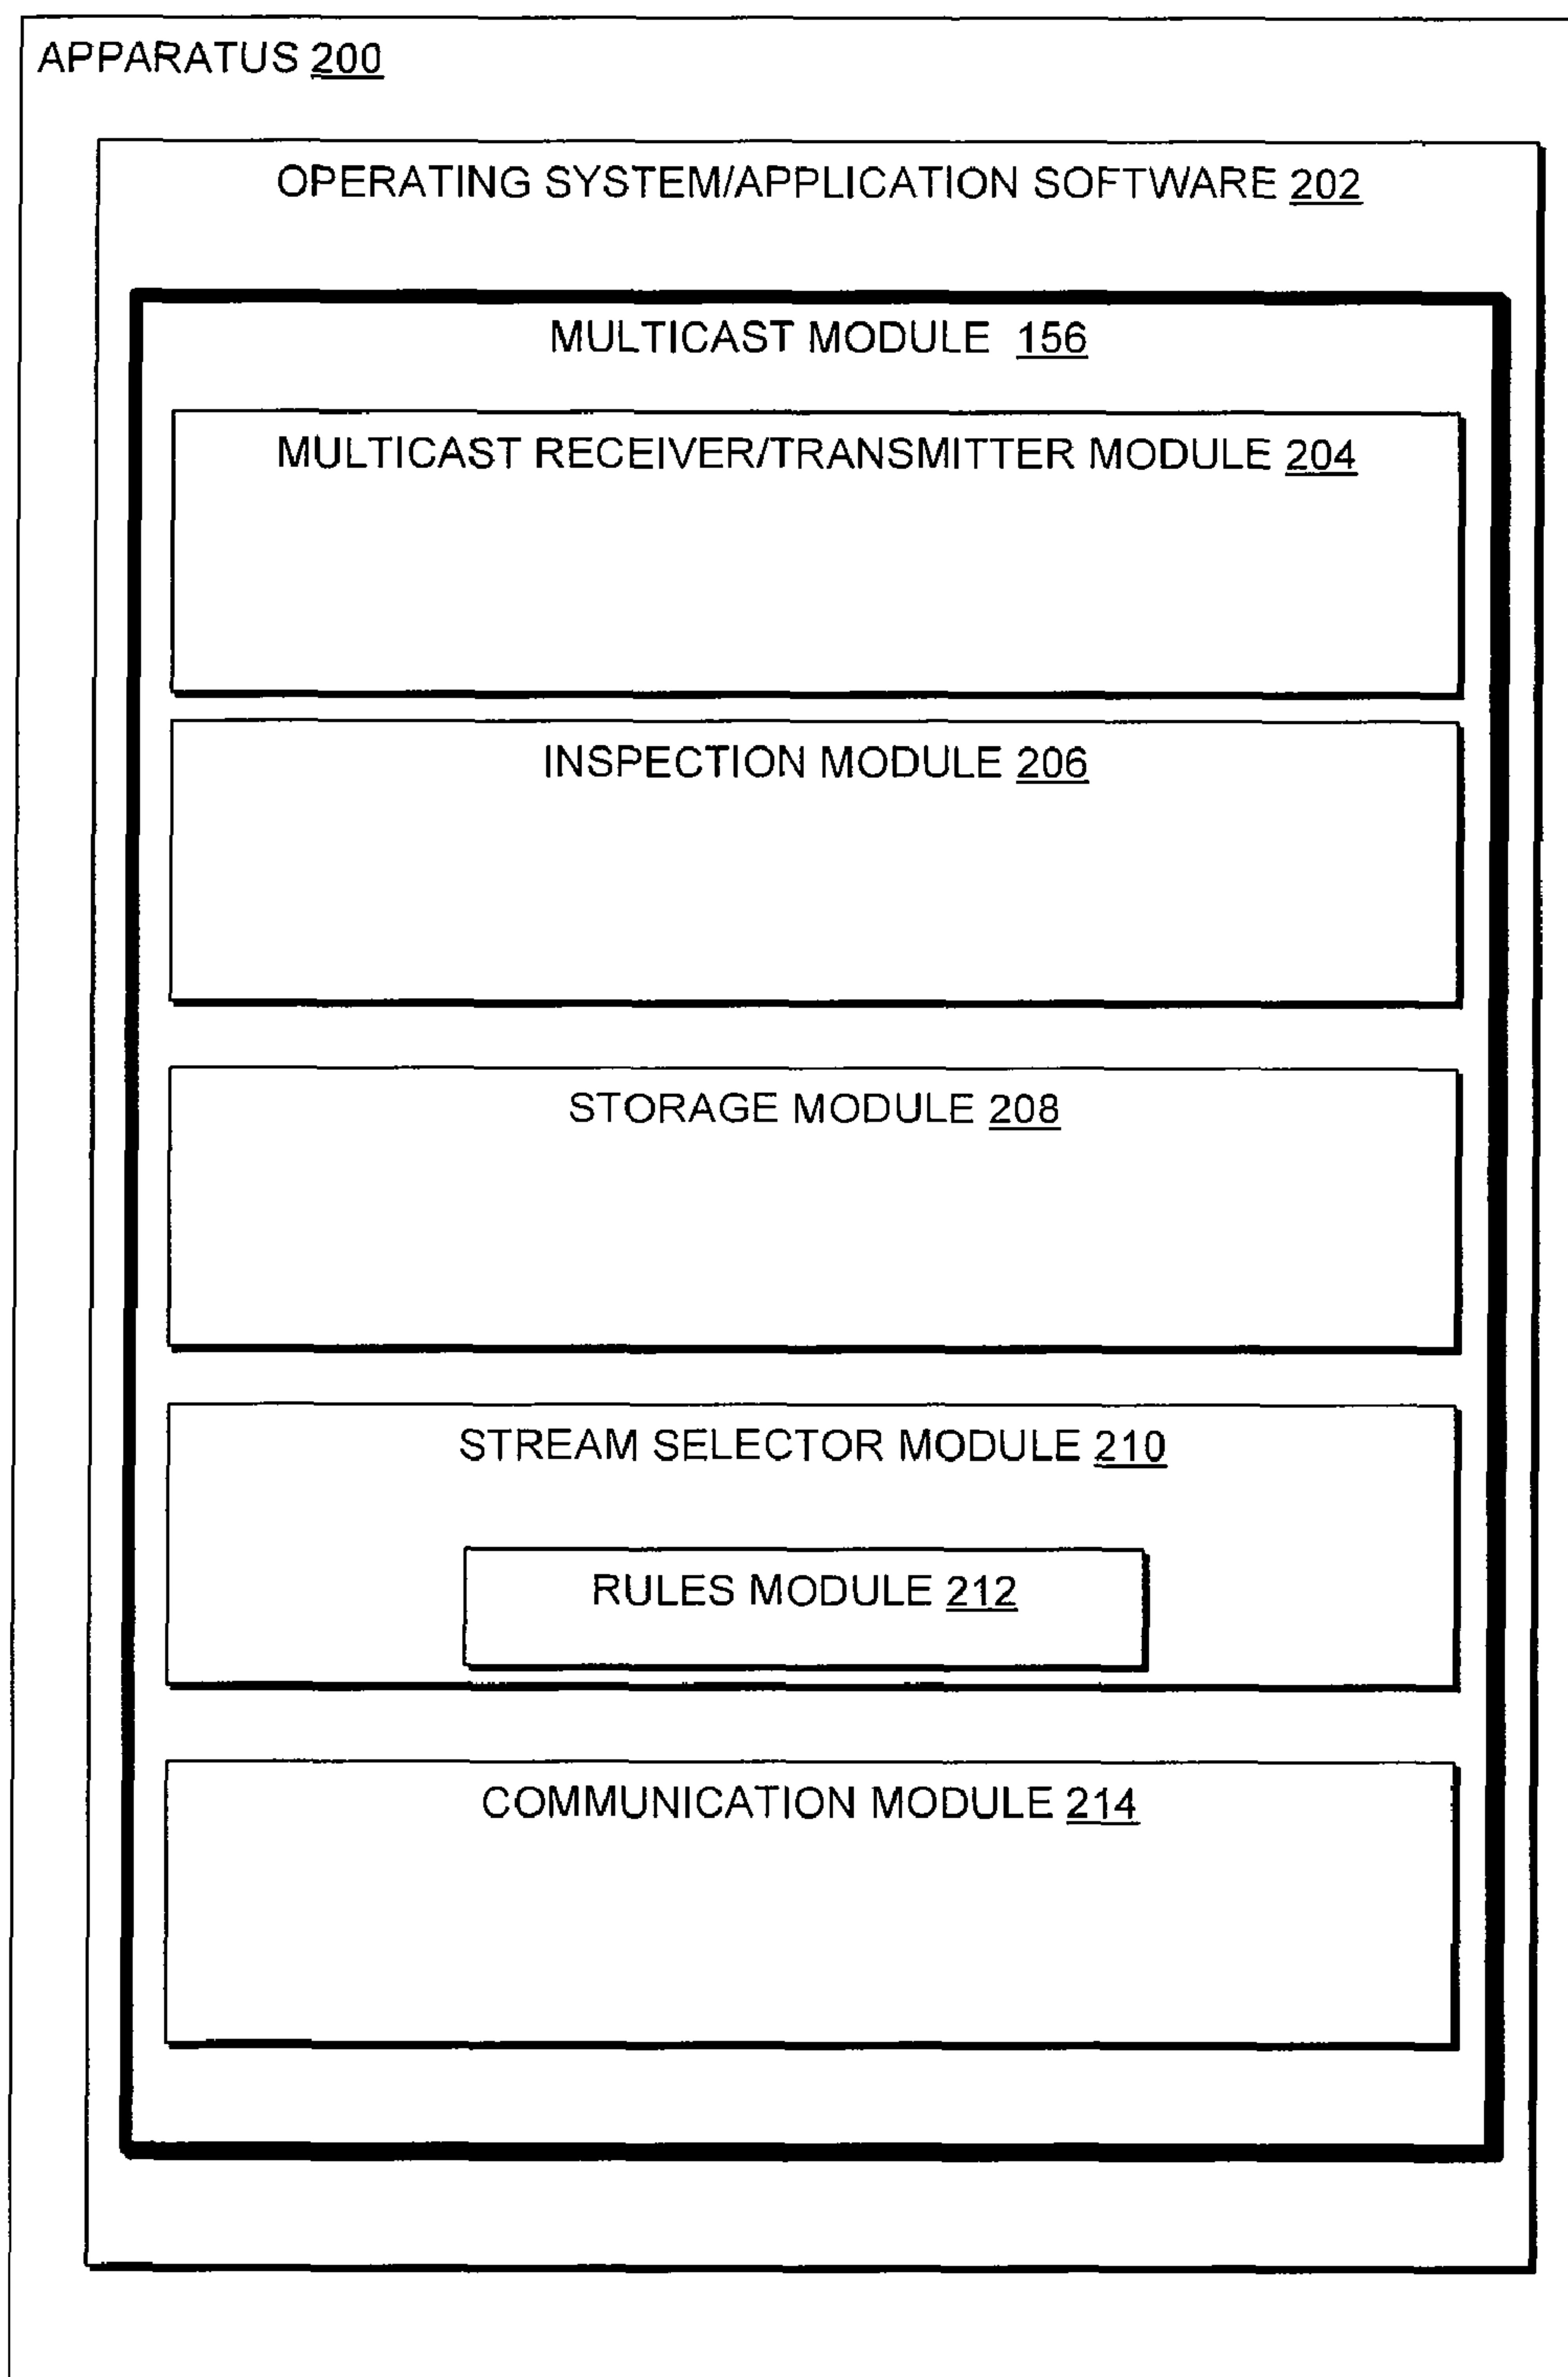 APPARATUS 200
OPERATING SYSTEM/APPLICATION SOFTWARE 202
MULTICAST MODULE 156
MULTICAST RECEIVER/TRANSMITTER MODULE 204
INSPECTION MODULE 206
STORAGE MODULE 208
STREAM SELECTOR MODULE 210
RULES MODULE 212
COMMUNICATION MODULE 214